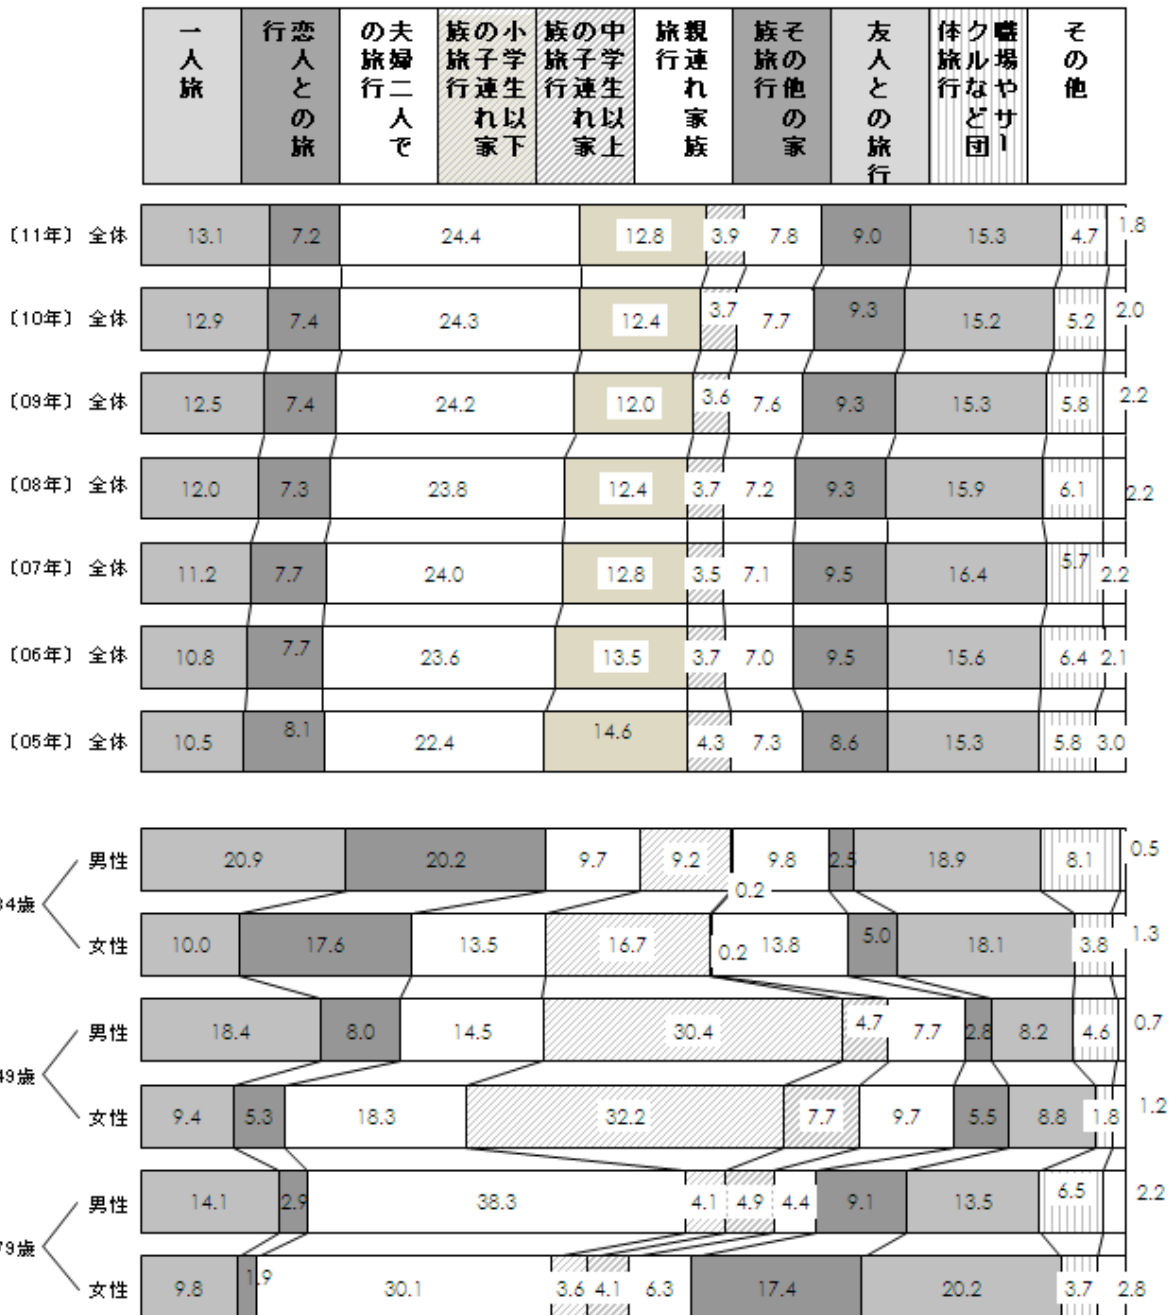 一人旅
恋人との旅行
夫婦二人での旅行
小学生以下の子連れ家族旅行
中学生以上の子連れ家族旅行
親連れ家族旅行
その他の家族旅行
友人との旅行
職場やサークルなど団体旅行
その他
〔11年〕 全体 13.1 7.2 24.4 12.8 3.9 7.8 9.0 15.3 4.7 1.8
〔10年〕 全体 12.9 7.4 24.3 12.4 3.7 7.7 9.3 15.2 5.2 2.0
〔09年〕 全体 12.5 7.4 24.2 12.0 3.6 7.6 9.3 15.3 5.8 2.2
〔08年〕 全体 12.0 7.3 23.8 12.4 3.7 7.2 9.3 15.9 6.1 2.2
〔07年〕 全体 11.2 7.7 24.0 12.8 3.5 7.1 9.5 16.4 5.7 2.2
〔06年〕 全体 10.8 7.7 23.6 13.5 3.7 7.0 9.5 15.6 6.4 2.1
〔05年〕 全体 10.5 8.1 22.4 14.6 4.3 7.3 8.6 15.3 5.8 3.0
男性 20.9 20.2 9.7 9.2 0.2 9.8 2.5 18.9 8.1 0.5
34歳
女性 10.0 17.6 13.5 16.7 0.2 13.8 5.0 18.1 3.8 1.3
男性 18.4 8.0 14.5 30.4 4.7 7.7 2.8 8.2 4.6 0.7
49歳
女性 9.4 5.3 18.3 32.2 7.7 9.7 5.5 8.8 1.8 1.2
男性 14.1 2.9 38.3 4.1 4.9 4.4 9.1 13.5 6.5 2.2
79歳
女性 9.8 1.9 30.1 3.6 4.1 6.3 17.4 20.2 3.7 2.8